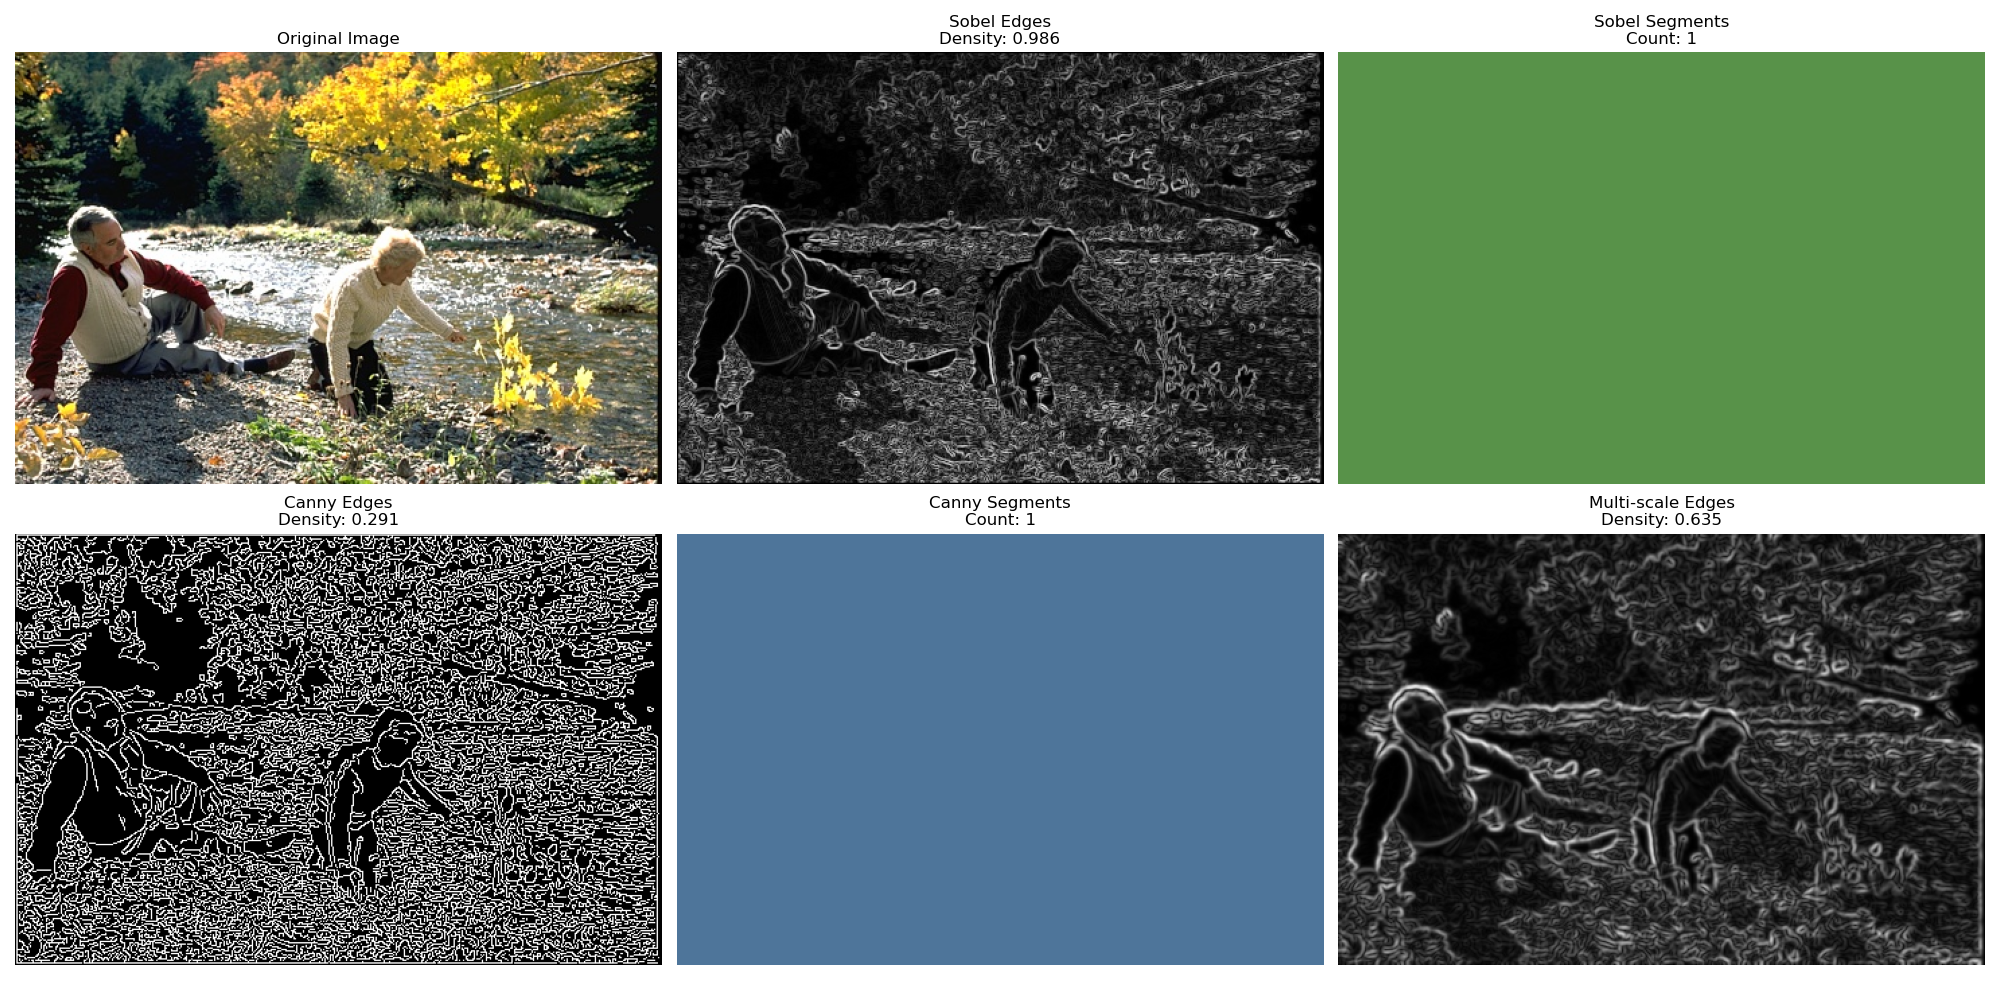 Original Image
Sobel Edges
Density: 0.986
Sobel Segments
Count: 1
Canny Edges
Density: 0.291
Canny Segments
Count: 1
Multi-scale Edges
Density: 0.635